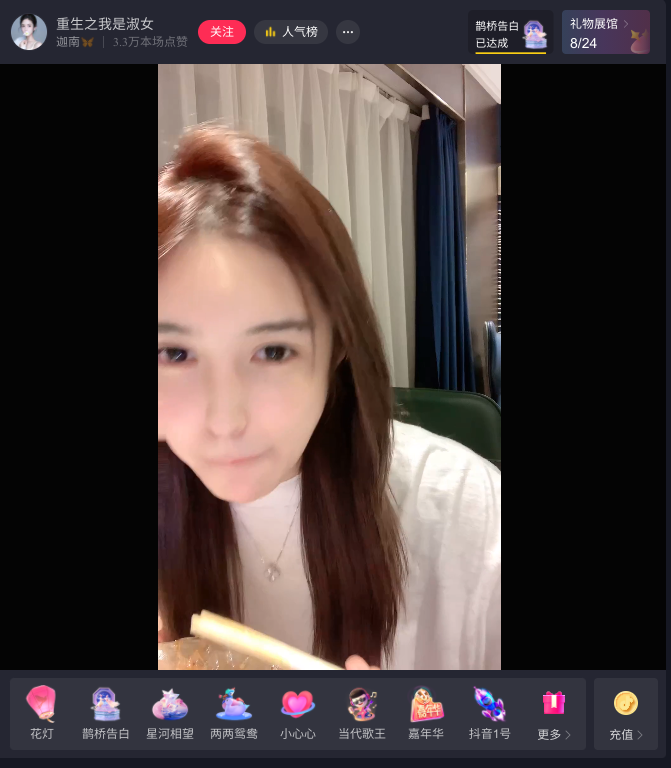 重生之我是淑女
迦南 | 3.3万本场点赞
关注
人气榜
鹊桥告白
已达成
礼物展馆
8/24
花灯
鹊桥告白
星河相望
两两鸳鸯
小心心
当代歌王
嘉年华
抖音1号
更多
充值